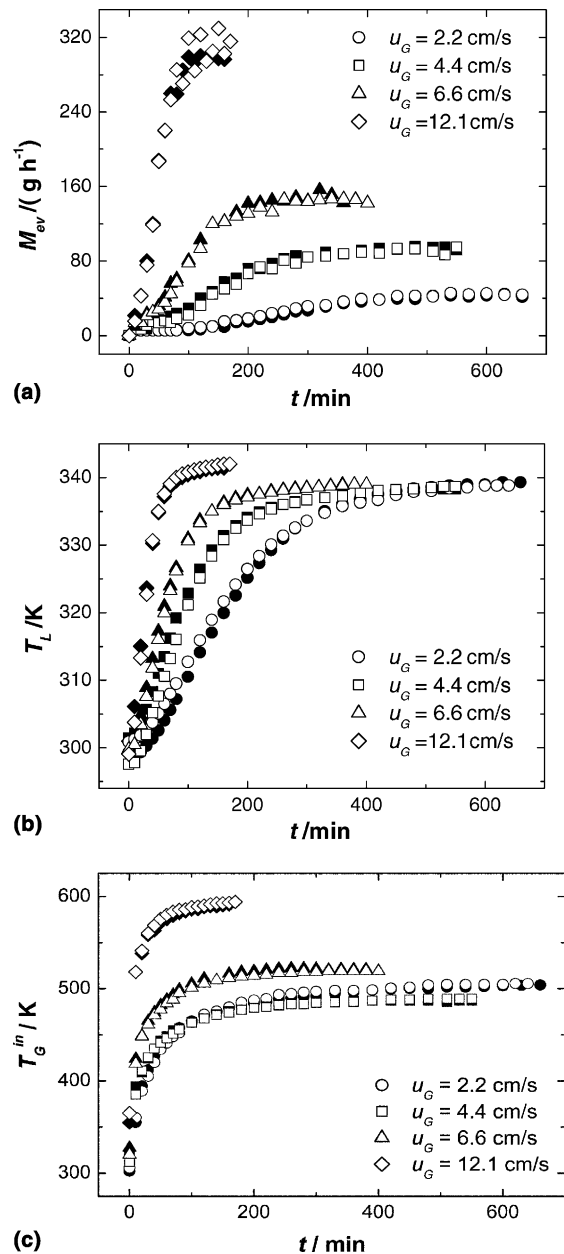 320
240
160
80
0
M_ev /( g h⁻¹)
u_G = 2.2 cm/s
u_G = 4.4 cm/s
u_G = 6.6 cm/s
u_G =12.1cm/s
0 200 400 600
t /min
(a)
340
330
320
310
300
T_L /K
u_G =2.2 cm/s
u_G =4.4 cm/s
u_G =6.6 cm/s
u_G =12.1cm/s
0 200 400 600
t /min
(b)
600
500
400
300
T_G^in / K
u_G = 2.2 cm/s
u_G = 4.4 cm/s
u_G = 6.6 cm/s
u_G = 12.1 cm/s
0 200 400 600
t / min
(c)